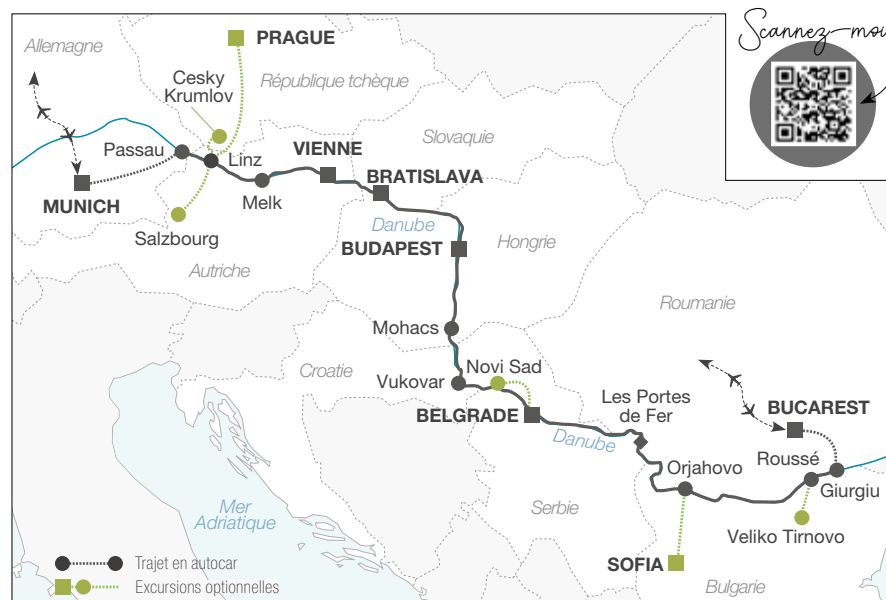 Allemagne
PRAGUE
Scannez-moi
Cesky
Krumlov
République tchèque
Slovaquie
Passau
Linz
VIENNE
BRATISLAVA
MUNICH
Melk
Salzbourg
Danube
Hongrie
BUDAPEST
Autriche
Roumanie
Mohacs
Croatie
Novi Sad
Vukovar
Les Portes
de Fer
BELGRADE
BUCAREST
Danube
Roussé
Orjahovo
Giurgiu
Mer
Adriatique
Serbie
Veliko Tirnovo
SOFIA
Trajet en autocar
Excursions optionnelles
Bulgarie